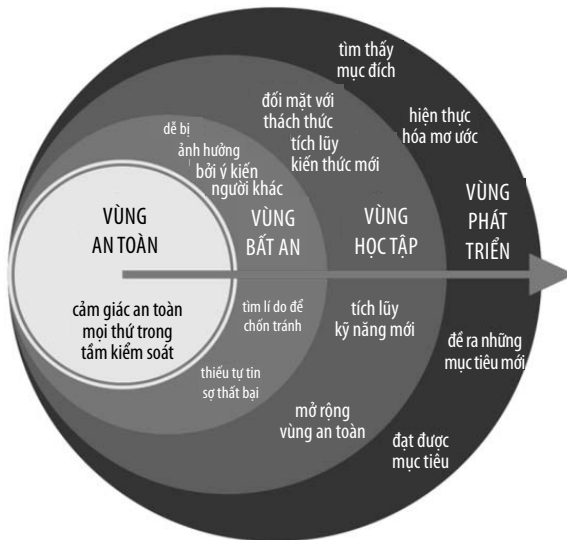 tìm thấy
mục đích
đối mặt với
thách thức
tích lũy
kiến thức mới
hiện thực
hóa mơ ước
dễ bị
ảnh hưởng
bởi ý kiến
người khác
VÙNG
AN TOÀN
VÙNG
BẤT AN
VÙNG
HỌC TẬP
VÙNG
PHÁT
TRIỂN
cảm giác an toàn
mọi thứ trong
tầm kiểm soát
tìm lí do để
chốn tránh
tích lũy
kỹ năng mới
đề ra những
mục tiêu mới
thiếu tự tin
sợ thất bại
mở rộng
vùng an toàn
đạt được
mục tiêu